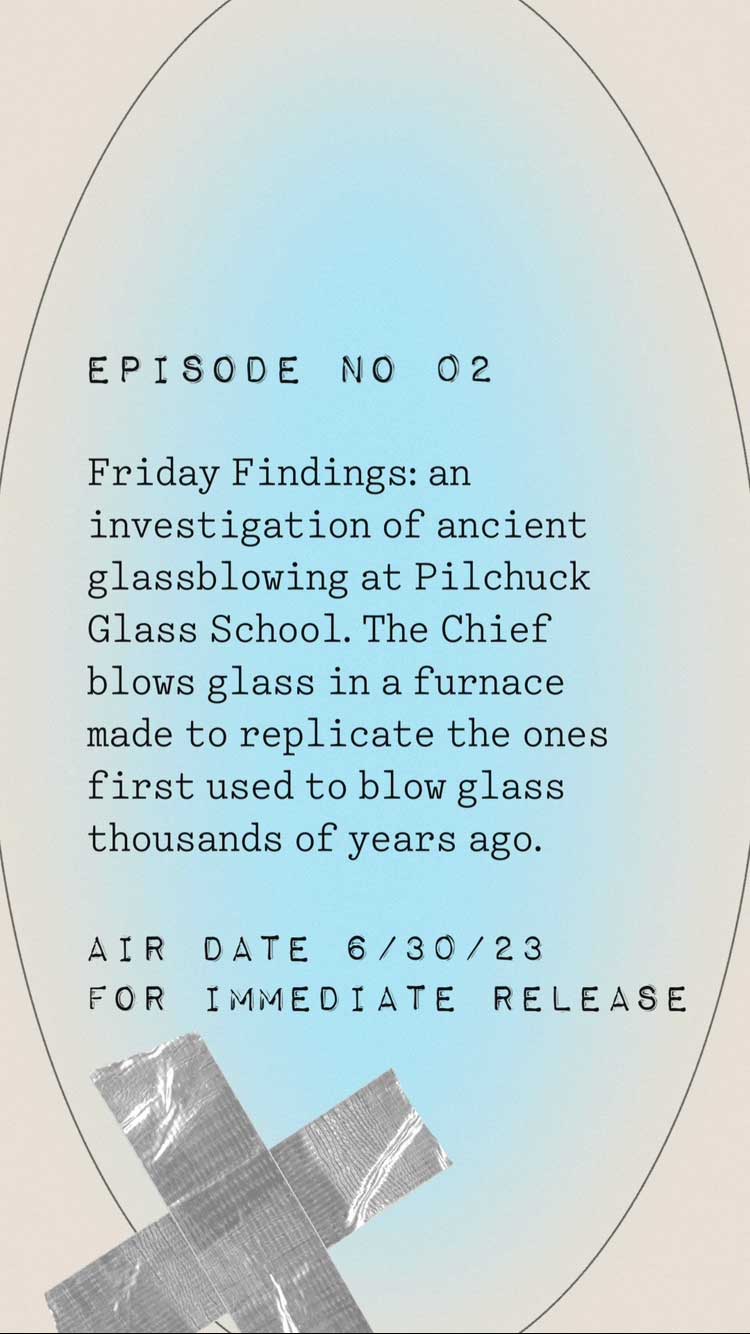 EPISODE NO 02
Friday Findings: an
investigation of ancient
glassblowing at Pilchuck
Glass School. The Chief
blows glass in a furnace
made to replicate the ones
first used to blow glass
thousands of years ago.
AIR DATE 6/30/23
FOR IMMEDIATE RELEASE